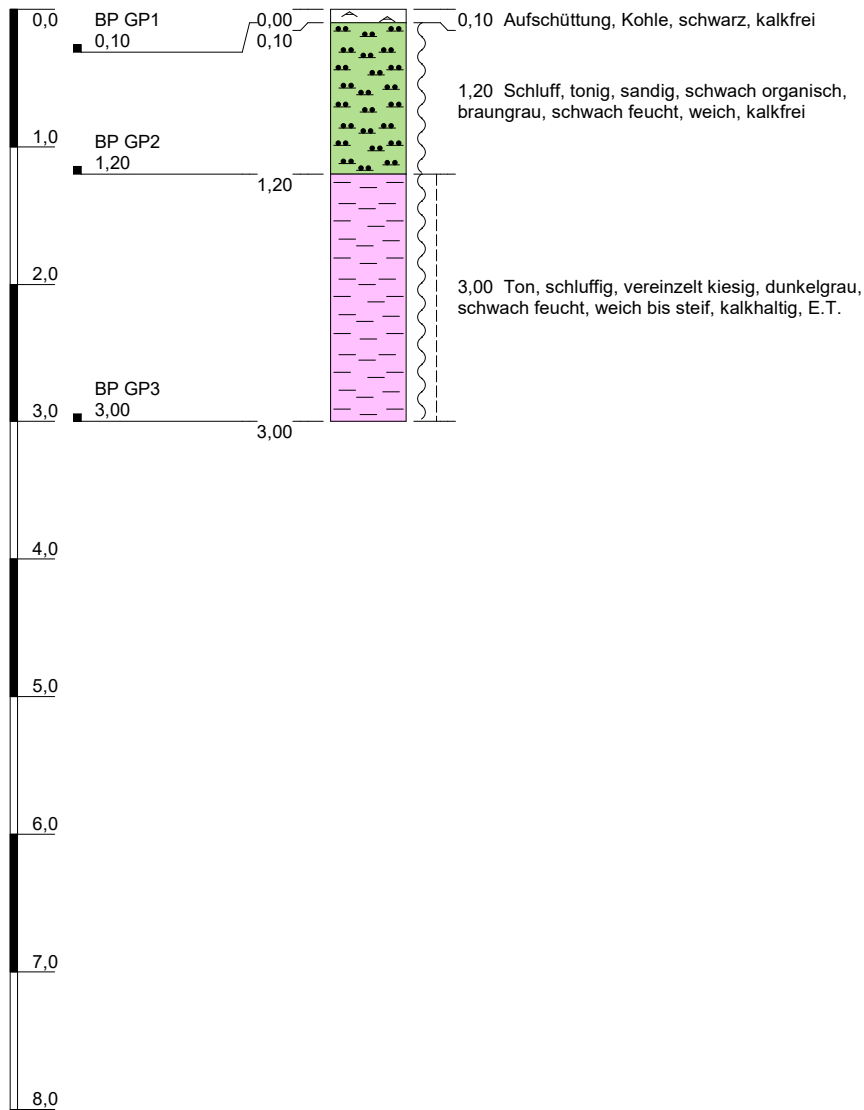 0,0
BP GP1
0,10
0,00
0,10
0,10 Aufschüttung, Kohle, schwarz, kalkfrei
1,20 Schluff, tonig, sandig, schwach organisch,
braungrau, schwach feucht, weich, kalkfrei
1,0
BP GP2
1,20
1,20
2,0
3,00 Ton, schluffig, vereinzelt kiesig, dunkelgrau,
schwach feucht, weich bis steif, kalkhaltig, E.T.
3,0
BP GP3
3,00
3,00
4,0
5,0
6,0
7,0
8,0